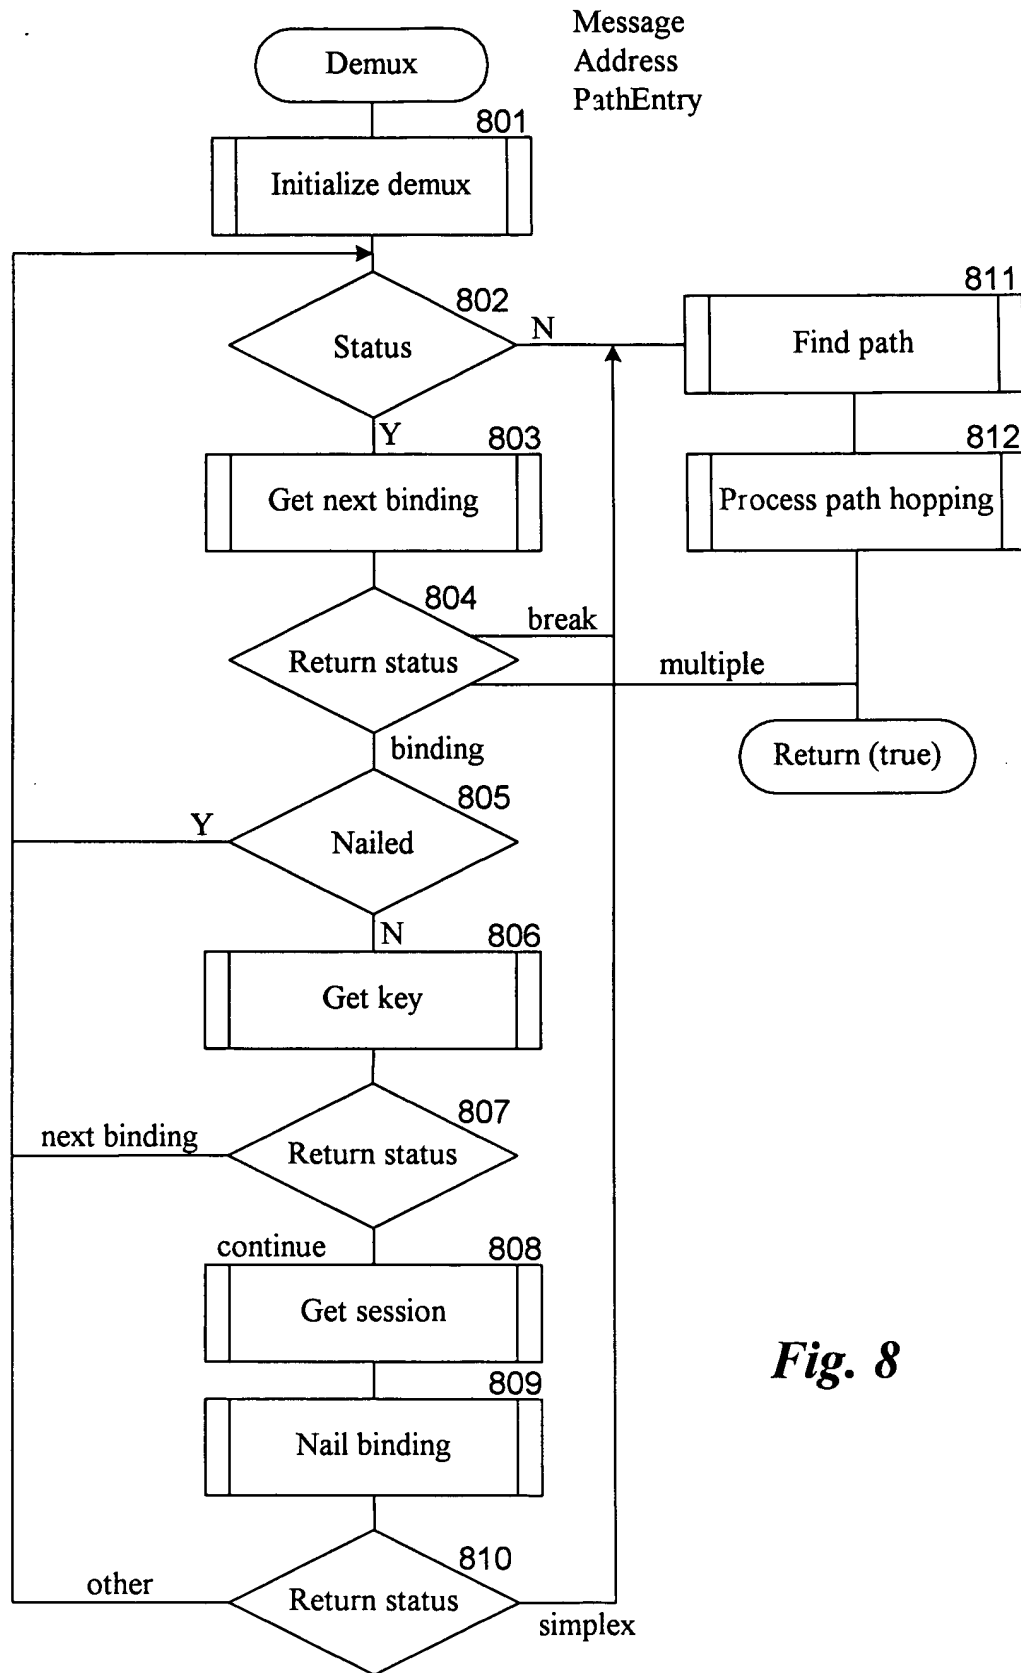 Message
Address
PathEntry
Demux
801
Initialize demux
802
Status
N
Y
811
Find path
803
Get next binding
812
Process path hopping
804
Return status
break
multiple
binding
Return (true)
805
Nailed
Y
N
806
Get key
807
Return status
next binding
continue
808
Get session
809
Nail binding
810
Return status
other
simplex
Fig. 8